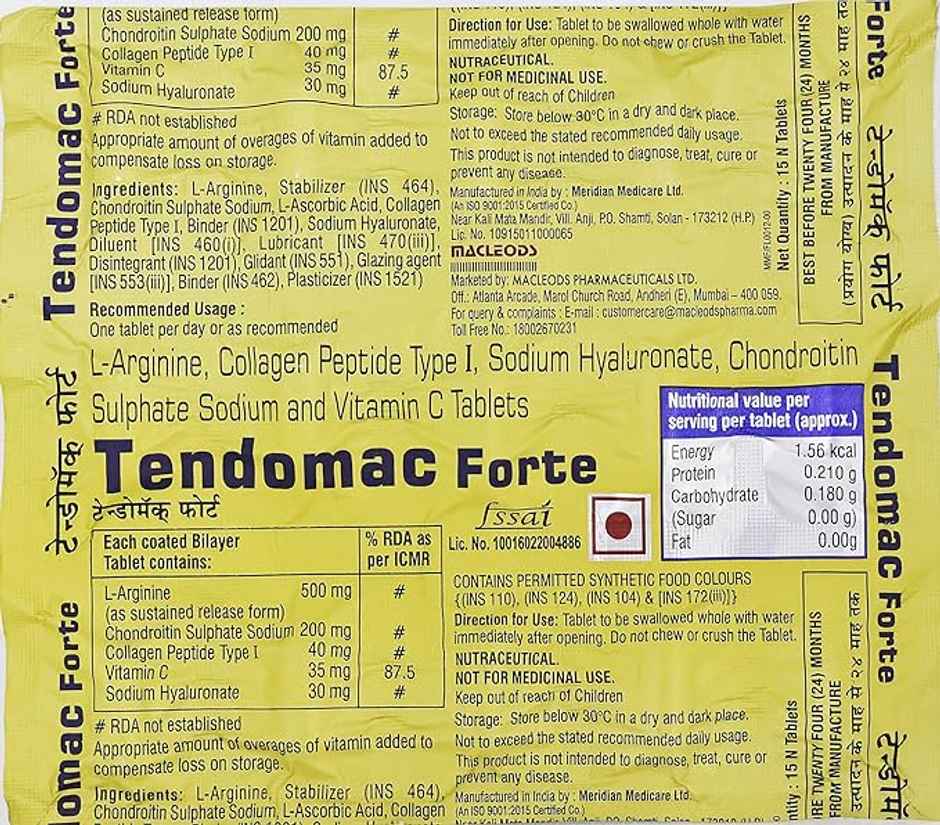 (as sustained release form)
Chondroitin Sulphate Sodium 200 mg #
Collagen Peptide Type I 40 mg #
Vitamin C 35 mg 87.5
Sodium Hyaluronate 30 mg #
# RDA not established
Appropriate amount of overages of vitamin added to
compensate loss on storage.
Ingredients: L-Arginine, Stabilizer (INS 464),
Chondroitin Sulphate Sodium, L-Ascorbic Acid, Collagen
Peptide Type I, Binder (INS 1201), Sodium Hyaluronate,
Diluent [INS 460(i)], Lubricant [INS 470(iii)],
Disintegrant (INS 1201), Glidant (INS 551), Glazing agent
[INS 553(iii)], Binder (INS 462), Plasticizer (INS 1521)
Recommended Usage :
One tablet per day or as recommended
Direction for Use: Tablet to be swallowed whole with water
immediately after opening. Do not chew or crush the Tablet.
NUTRACEUTICAL.
NOT FOR MEDICINAL USE.
Keep out of reach of Children
Storage: Store below 30°C in a dry and dark place.
Not to exceed the stated recommended daily usage.
This product is not intended to diagnose, treat, cure or
prevent any disease.
Manufactured in India by : Meridian Medicare Ltd.
(An ISO 9001:2015 Certified Co.)
Near Kali Mata Mandir, Vill. Anji, P.O. Shamti, Solan - 173212 (H.P.)
Lic. No. 10915011000065
MACLEODS
Marketed by: MACLEODS PHARMACEUTICALS LTD.
Off.: Atlanta Arcade, Marol Church Road, Andheri (E), Mumbai – 400 059.
For query & complaints : E-mail : customercare@macleodspharma.com
Toll Free No.: 18002670231
Net Quantity : 15 N Tablets
BEST BEFORE TWENTY FOUR (24) MONTHS
FROM MANUFACTURE
(प्रयोग योग्य) उत्पादन के माह से २४ माह तक
Tendomac Forte
टेन्डोमॅक् फोर्ट
omac Forte
Forte
टेन्डोमॅक् फोर्ट
Tendomac Forte
L-Arginine, Collagen Peptide Type I, Sodium Hyaluronate, Chondroitin
Sulphate Sodium and Vitamin C Tablets
Tendomac Forte
टेन्डोमॅक् फोर्ट
fssai
Lic. No. 10016022004886
Nutritional value per
serving per tablet (approx.)
Energy 1.56 kcal
Protein 0.210 g
Carbohydrate 0.180 g
(Sugar 0.00 g)
Fat 0.00g
Each coated Bilayer % RDA as
Tablet contains: per ICMR
L-Arginine 500 mg #
(as sustained release form)
Chondroitin Sulphate Sodium 200 mg #
Collagen Peptide Type I 40 mg #
Vitamin C 35 mg 87.5
Sodium Hyaluronate 30 mg #
# RDA not established
Appropriate amount of overages of vitamin added to
compensate loss on storage.
Ingredients: L-Arginine, Stabilizer (INS 464),
Chondroitin Sulphate Sodium, L-Ascorbic Acid, Collagen
CONTAINS PERMITTED SYNTHETIC FOOD COLOURS
{(INS 110), (INS 124), (INS 104) & [INS 172(iii)]}
Direction for Use: Tablet to be swallowed whole with water
immediately after opening. Do not chew or crush the Tablet.
NUTRACEUTICAL.
NOT FOR MEDICINAL USE.
Keep out of reach of Children
Storage: Store below 30°C in a dry and dark place.
Not to exceed the stated recommended daily usage.
This product is not intended to diagnose, treat, cure or
prevent any disease.
Manufactured in India by : Meridian Medicare Ltd.
(An ISO 9001:2015 Certified Co.)
: 15 N Tablets
TWENTY FOUR (24) MONTHS
FROM MANUFACTURE
उत्पादन के माह से २४ माह तक